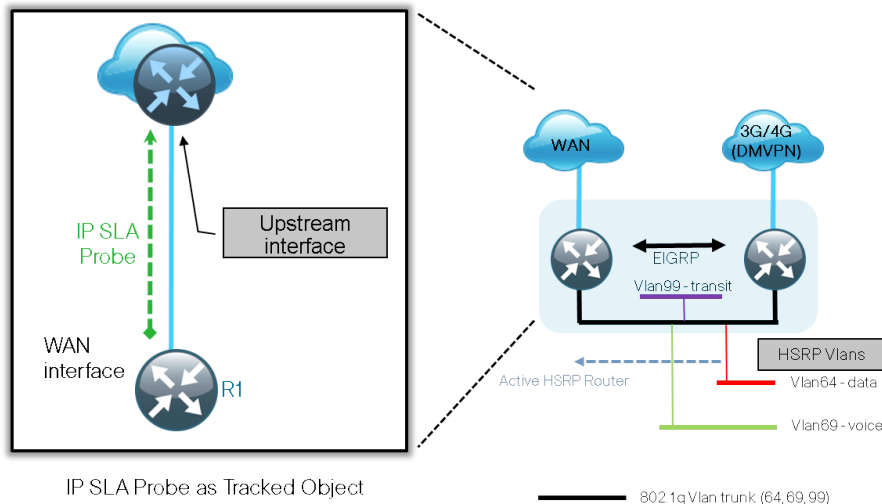 IP SLA
Probe
Upstream
interface
WAN
interface
R1
IP SLA Probe as Tracked Object
WAN
3G/4G
(DMVPN)
EIGRP
Vlan99 - transit
HSRP Vlans
Active HSRP Router
Vlan64 - data
Vlan69 - voice
802.1q Vlan trunk (64,69,99)